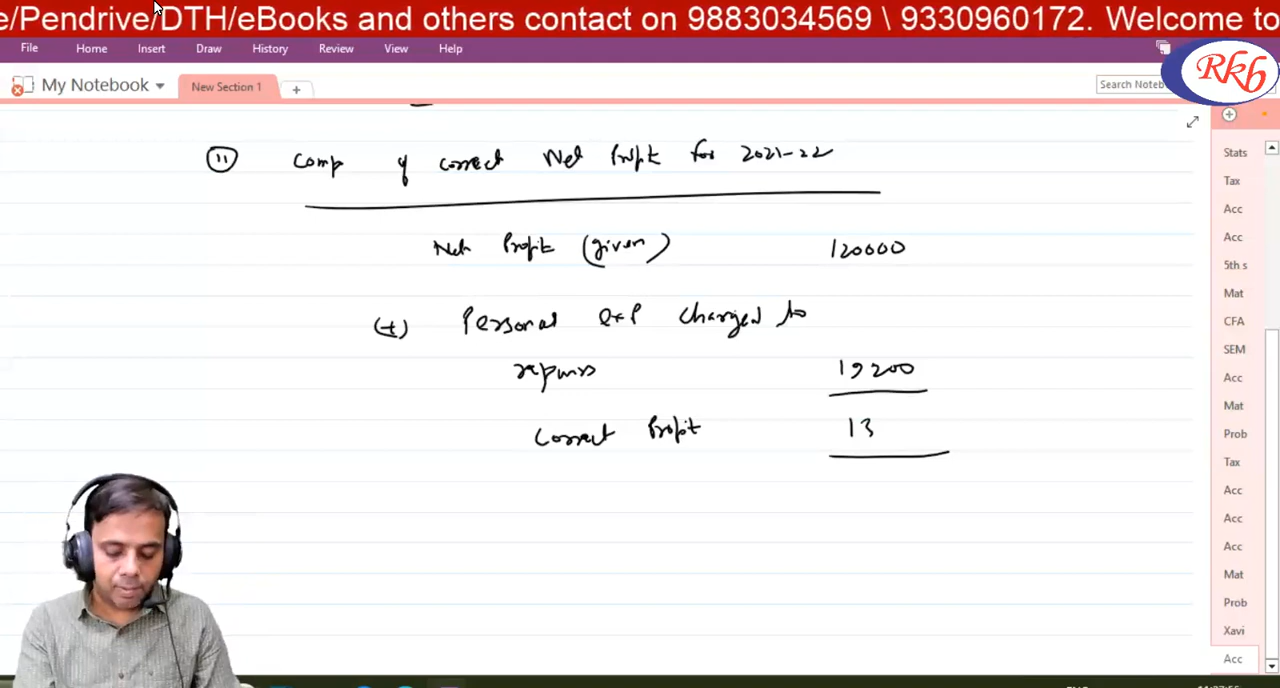 e/Pendrive/DTH/eBooks and others contact on 9883034569 \ 9330960172. Welcome to
File Home Insert Draw History Review View Help
My Notebook New Section 1 + Search Noteb
Rkb
(11) Comp of correct Net Profit for 2021-22
Net Profit (given) 120000
(+) Personal exp charged to
19200
Correct Profit 13
Stats
Tax
Acc
Acc
5th s
Mat
CFA
SEM
Acc
Mat
Prob
Tax
Acc
Acc
Acc
Mat
Prob
Xavi
Acc